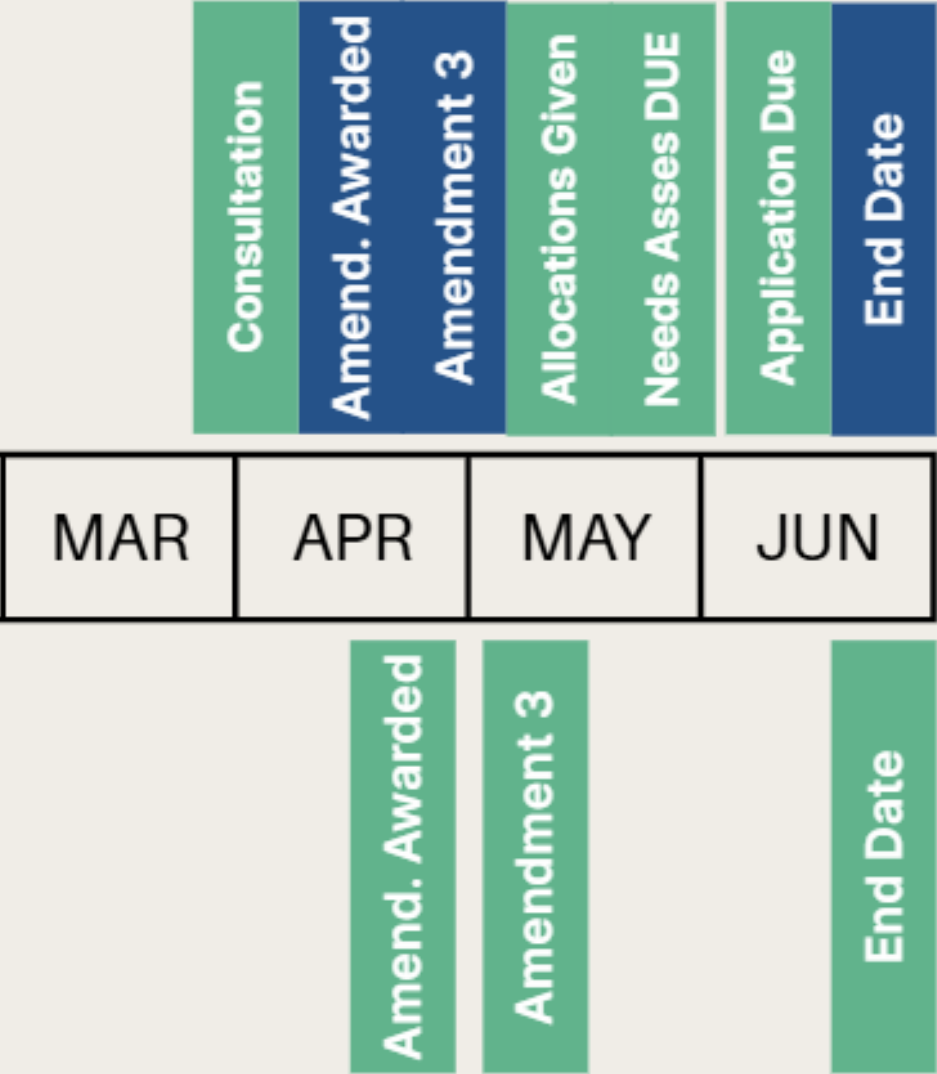 Consultation
Amend. Awarded
Amendment 3
Allocations Given
Needs Asses DUE
Application Due
End Date
MAR
APR
MAY
JUN
Amend. Awarded
Amendment 3
End Date